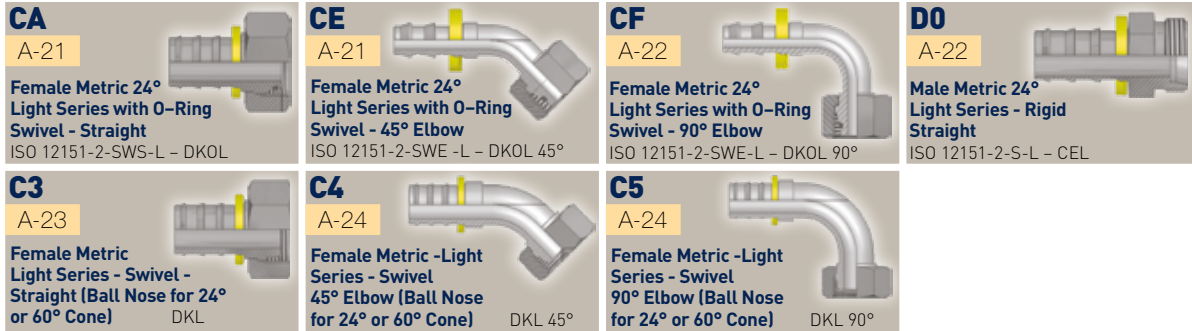 CA
A-21
Female Metric 24°
Light Series with O–Ring
Swivel - Straight
ISO 12151-2-SWS-L – DKOL
CE
A-21
Female Metric 24°
Light Series with O–Ring
Swivel - 45° Elbow
ISO 12151-2-SWE -L – DKOL 45°
CF
A-22
Female Metric 24°
Light Series with O–Ring
Swivel - 90° Elbow
ISO 12151-2-SWE-L – DKOL 90°
D0
A-22
Male Metric 24°
Light Series - Rigid
Straight
ISO 12151-2-S-L – CEL
C3
A-23
Female Metric
Light Series - Swivel -
Straight (Ball Nose for 24°
or 60° Cone) DKL
C4
A-24
Female Metric -Light
Series - Swivel
45° Elbow (Ball Nose
for 24° or 60° Cone) DKL 45°
C5
A-24
Female Metric -Light
Series - Swivel
90° Elbow (Ball Nose
for 24° or 60° Cone) DKL 90°